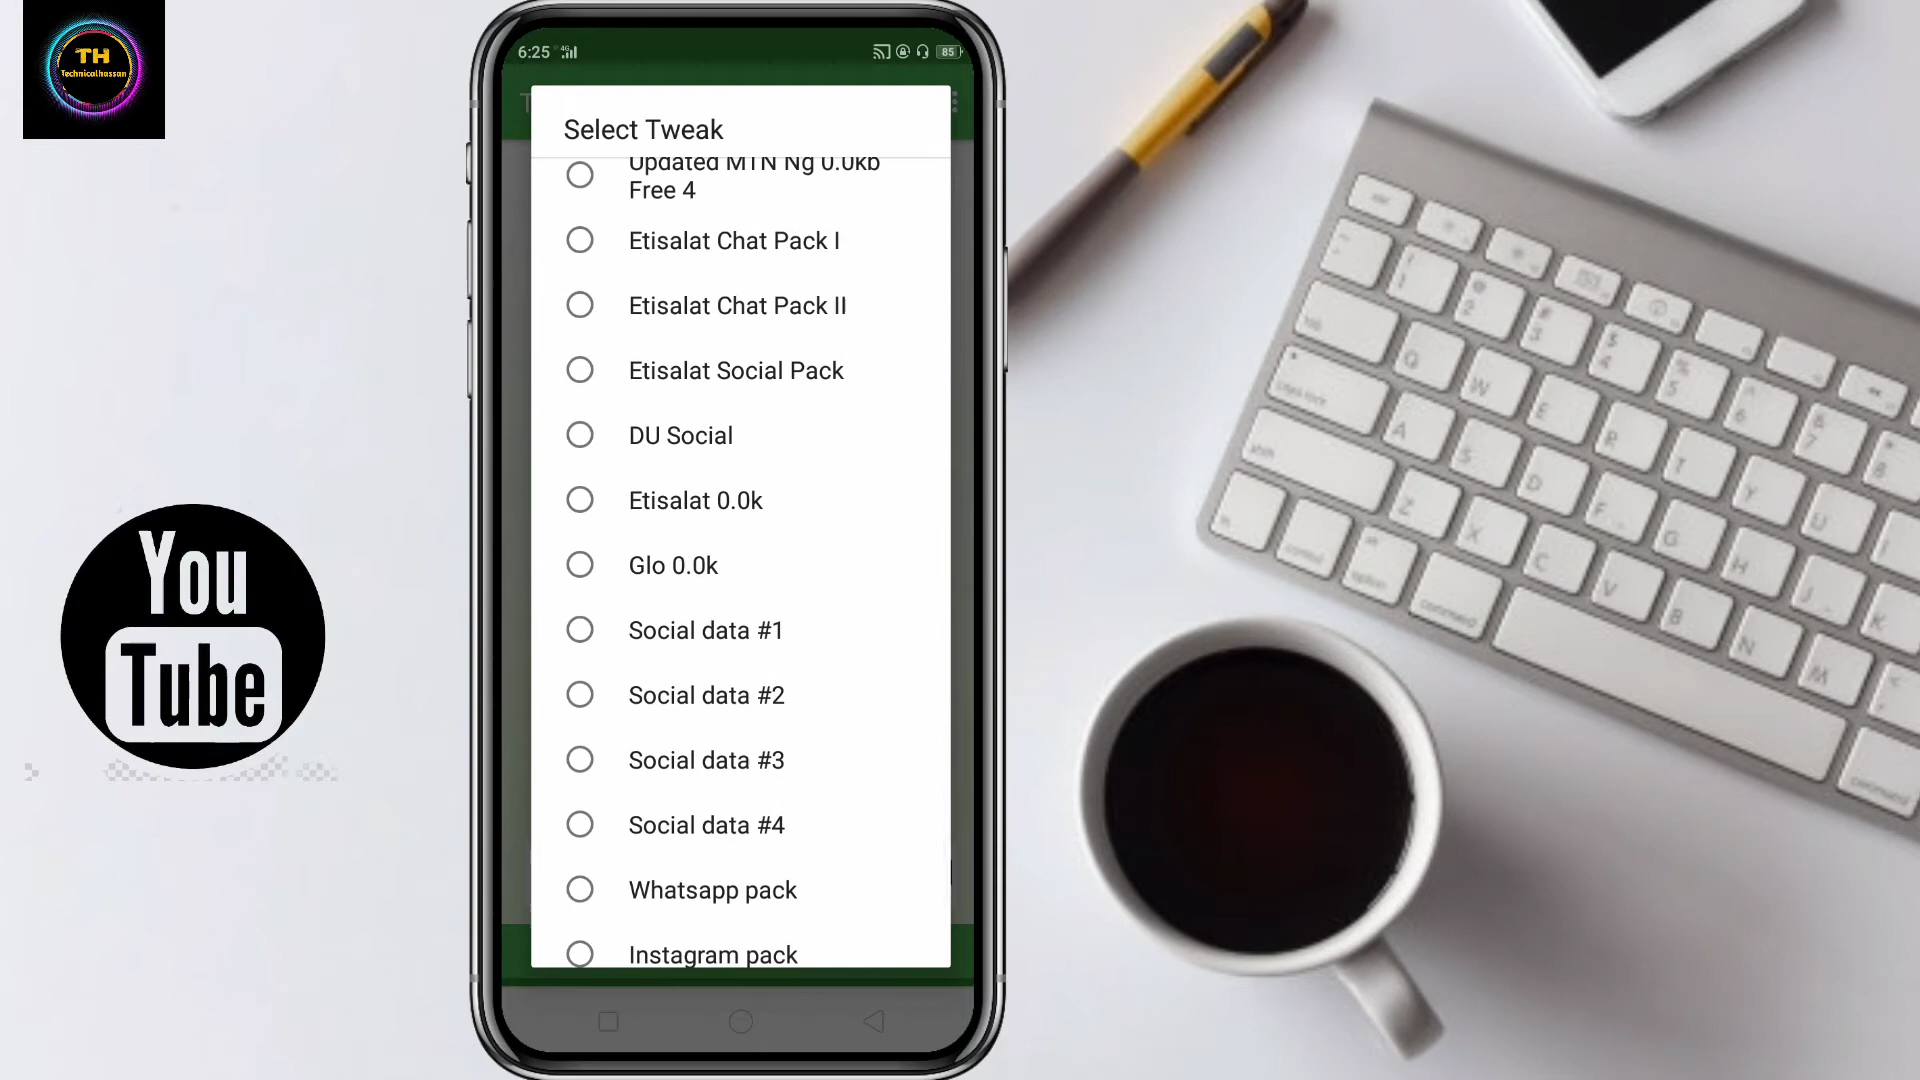 TH
Technicalhassan
6:25 4G
85
Select Tweak
Updated MTN Ng 0.0kb
Free 4
Etisalat Chat Pack I
Etisalat Chat Pack II
Etisalat Social Pack
DU Social
Etisalat 0.0k
Glo 0.0k
Social data #1
Social data #2
Social data #3
Social data #4
Whatsapp pack
Instagram pack
You
Tube